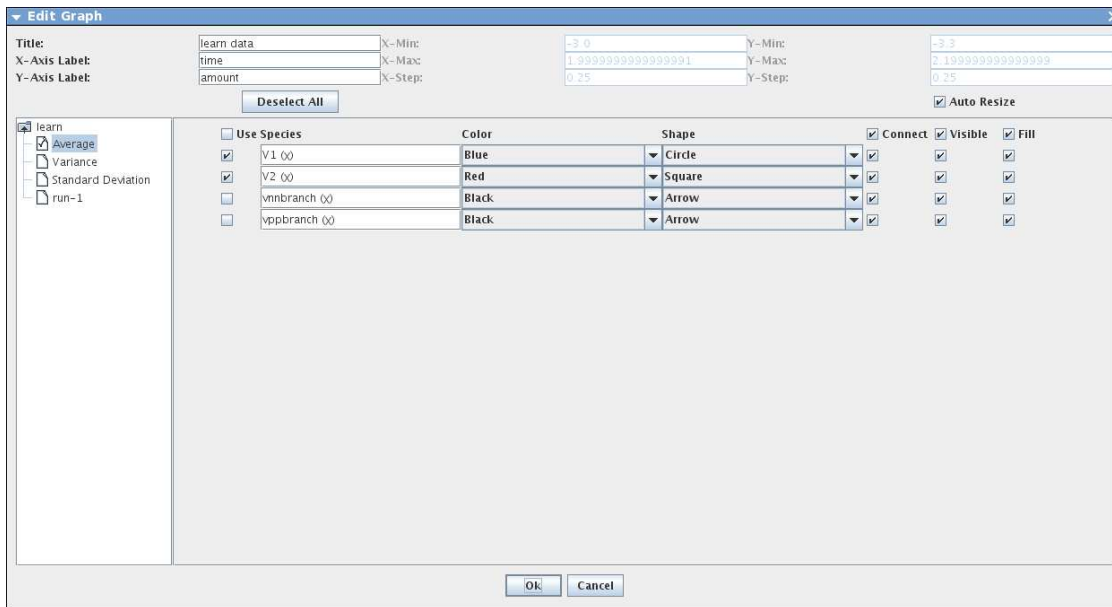 Edit Graph
Title: learn data X-Min: -3.0 Y-Min: -3.3
X-Axis Label: time X-Max: 1.9999999999999991 Y-Max: 2.199999999999999
Y-Axis Label: amount X-Step: 0.25 Y-Step: 0.25
Deselect All Auto Resize
learn
Average
Variance
Standard Deviation
run-1
Use Species Color Shape Connect Visible Fill
V1 (x) Blue Circle
V2 (x) Red Square
vnnbranch (x) Black Arrow
vppbranch (x) Black Arrow
Ok Cancel